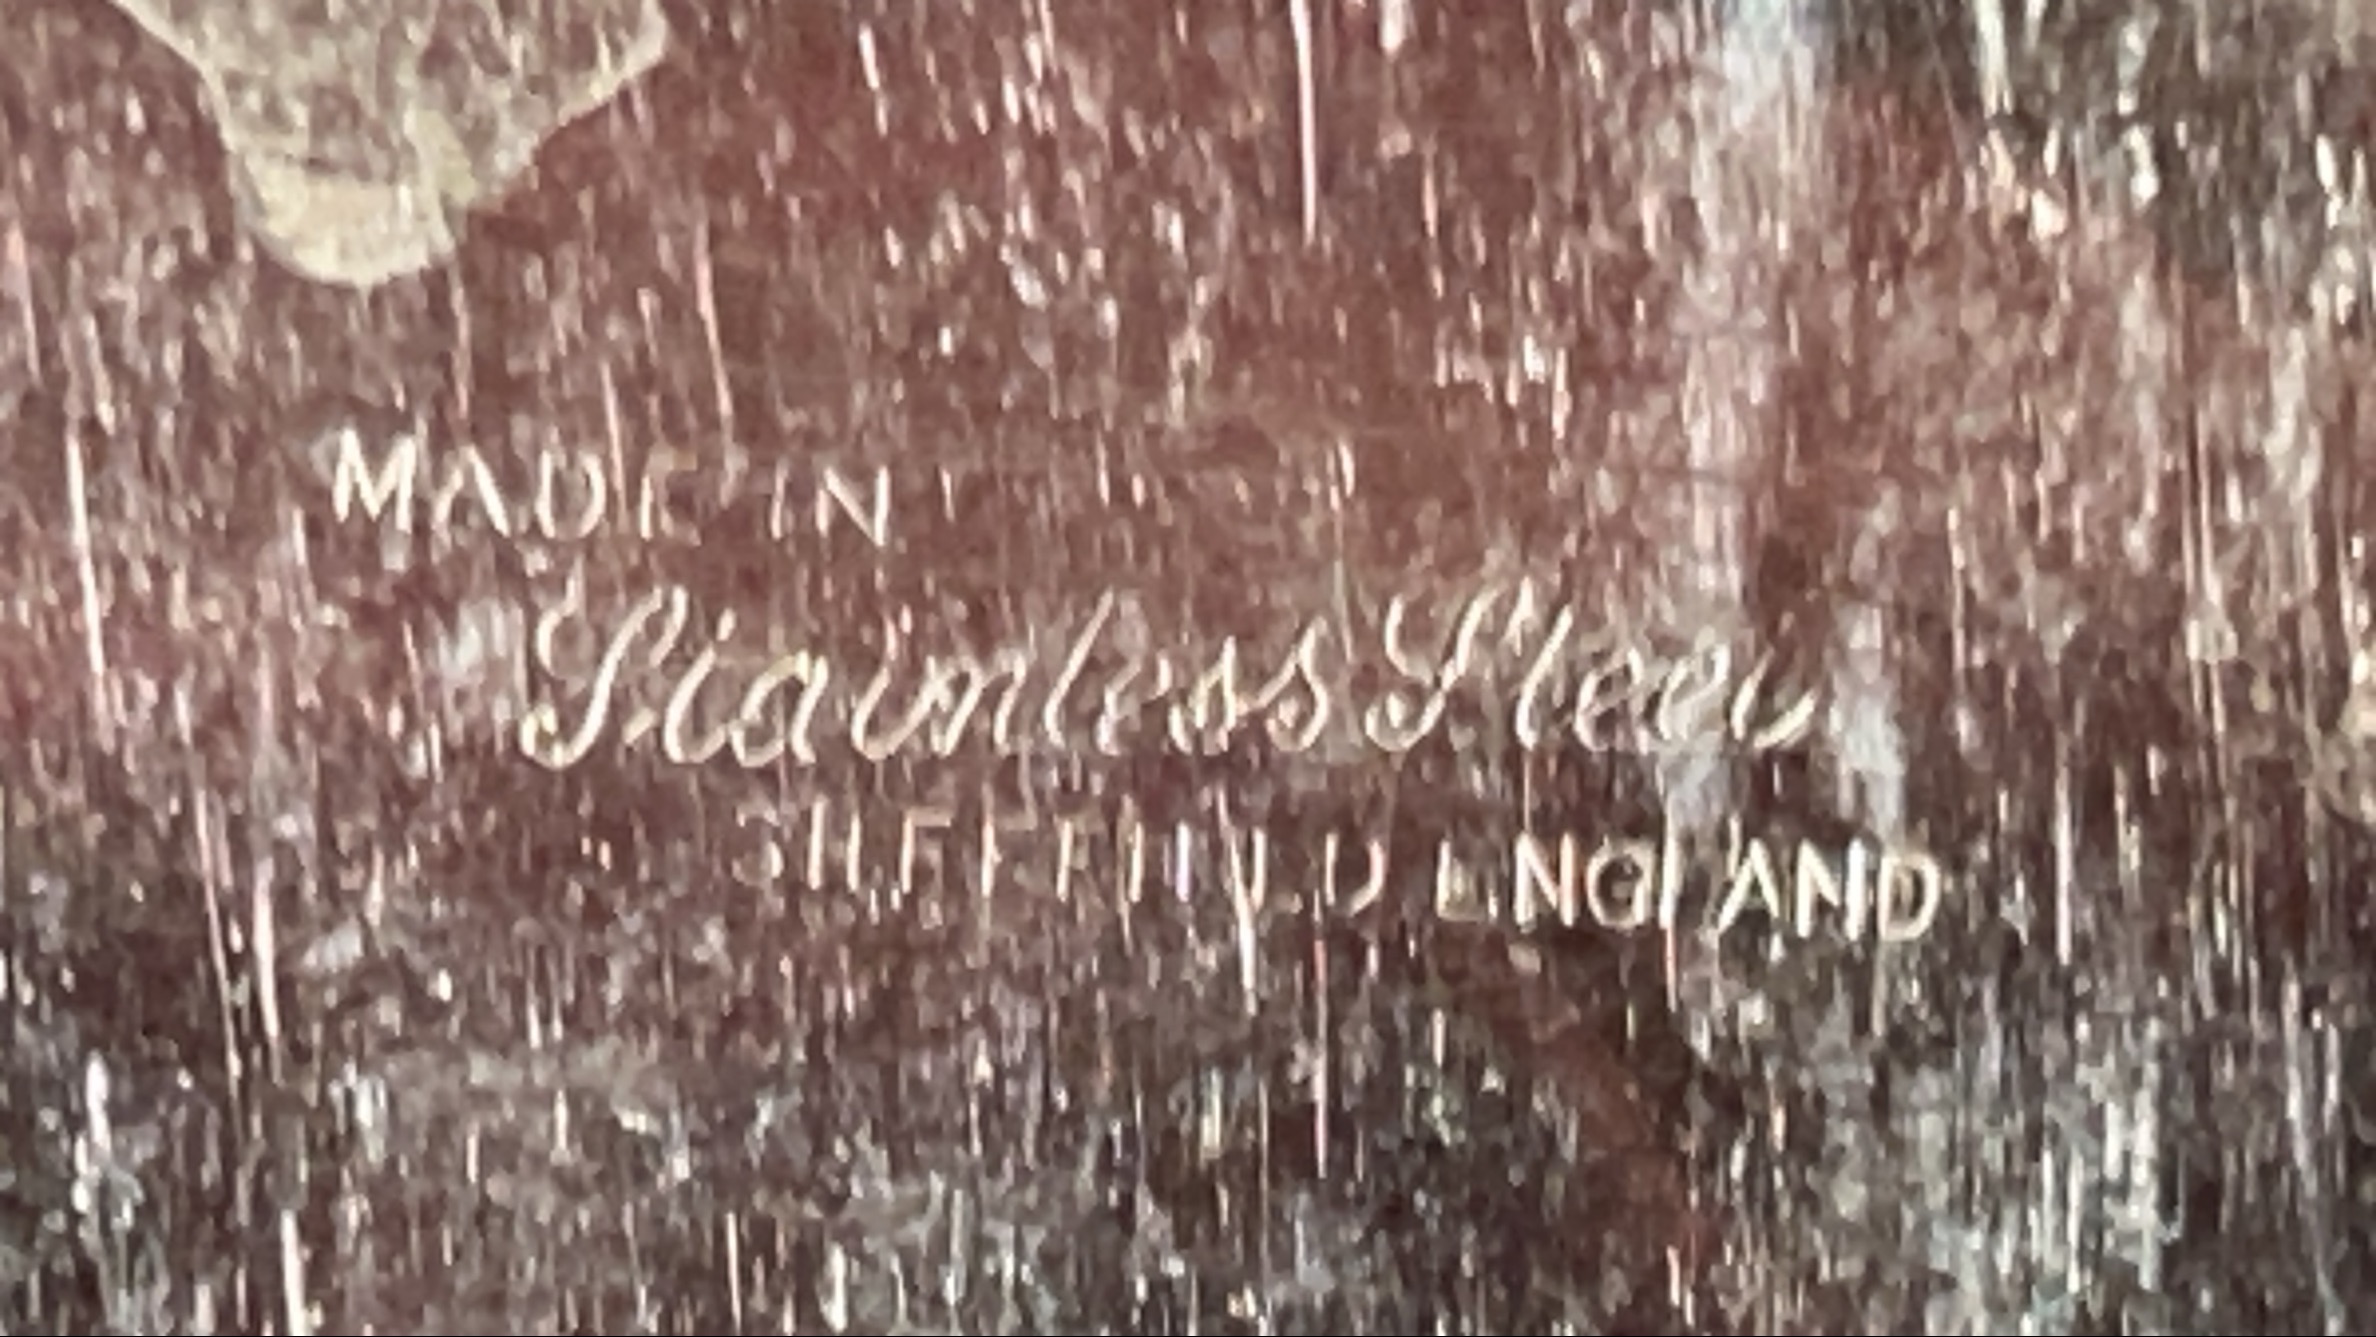 MADE IN
Stainless Steel
SHEFFIELD ENGLAND